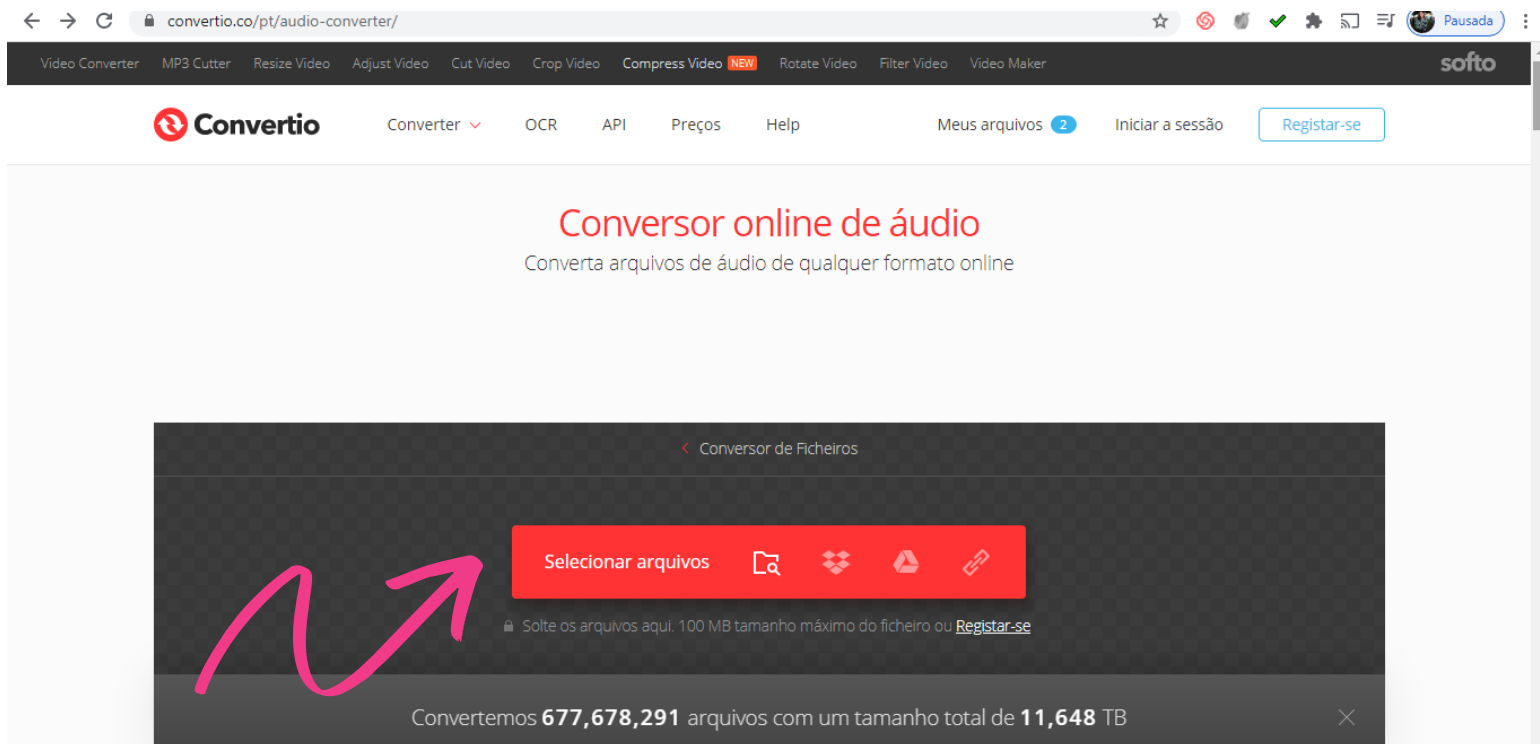 convertio.co/pt/audio-converter/
Pausada
Video Converter MP3 Cutter Resize Video Adjust Video Cut Video Crop Video Compress Video NEW Rotate Video Filter Video Video Maker softo
Convertio Converter OCR API Preços Help Meus arquivos 2 Iniciar a sessão Registar-se
Conversor online de áudio
Converta arquivos de áudio de qualquer formato online
Conversor de Ficheiros
Selecionar arquivos
Solte os arquivos aqui. 100 MB tamanho máximo do ficheiro ou Registar-se
Convertemos 677,678,291 arquivos com um tamanho total de 11,648 TB